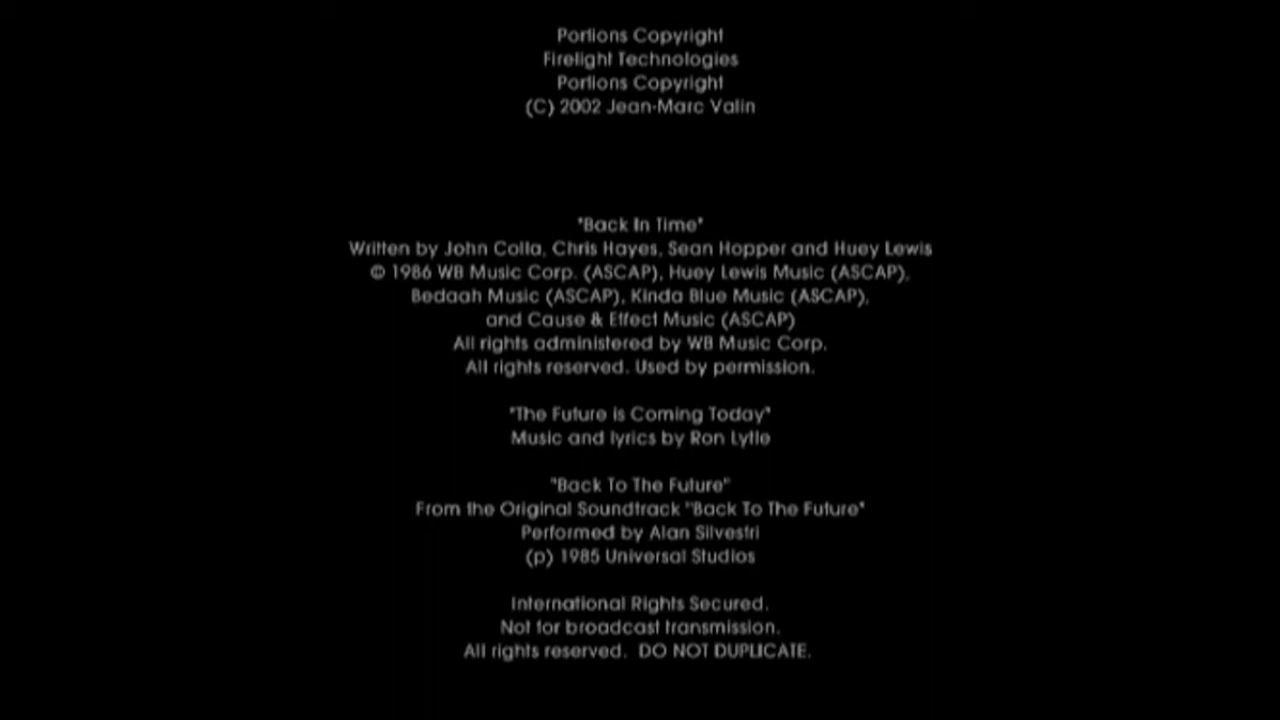 Portions Copyright
Firelight Technologies
Portions Copyright
(C) 2002 Jean-Marc Valin
"Back In Time"
Written by John Colla, Chris Hayes, Sean Hopper and Huey Lewis
© 1986 WB Music Corp. (ASCAP), Huey Lewis Music (ASCAP),
Bedaah Music (ASCAP), Kinda Blue Music (ASCAP),
and Cause & Effect Music (ASCAP)
All rights administered by WB Music Corp.
All rights reserved. Used by permission.
"The Future is Coming Today"
Music and lyrics by Ron Lytle
"Back To The Future"
From the Original Soundtrack "Back To The Future"
Performed by Alan Silvestri
(p) 1985 Universal Studios
International Rights Secured.
Not for broadcast transmission.
All rights reserved. DO NOT DUPLICATE.